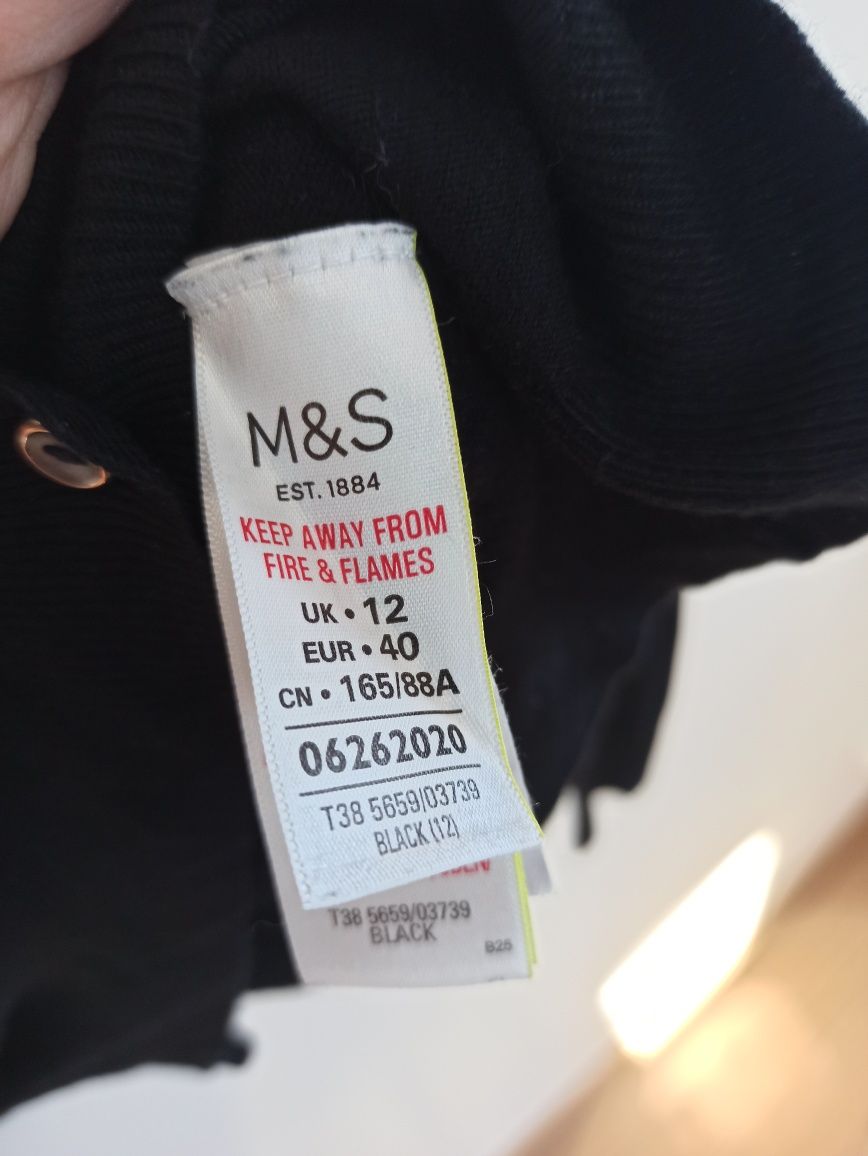 M&S
EST. 1884
KEEP AWAY FROM
FIRE & FLAMES
UK • 12
EUR • 40
CN • 165/88A
06262020
T38 5659/03739
BLACK (12)
T38 5659/03739
BLACK
B26